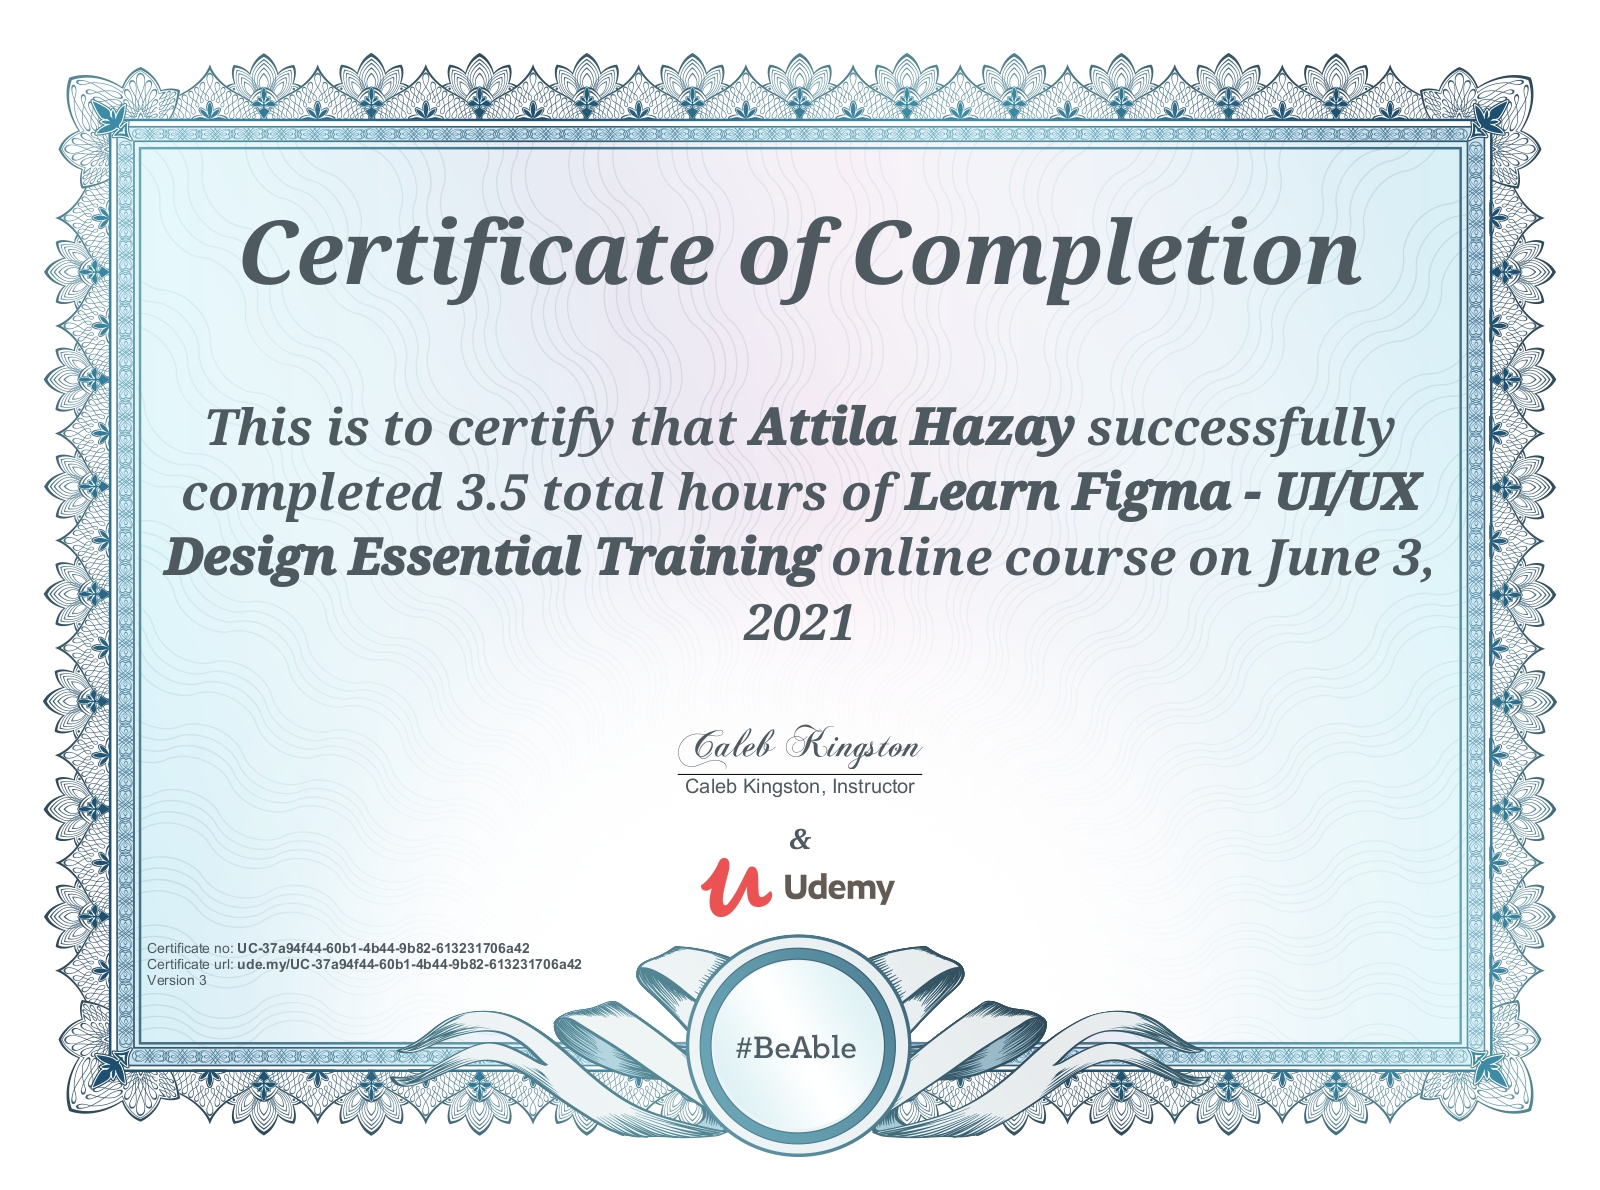 Certificate of Completion
This is to certify that Attila Hazay successfully
completed 3.5 total hours of Learn Figma - UI/UX
Design Essential Training online course on June 3,
2021
Caleb Kingston
Caleb Kingston, Instructor
&
Udemy
Certificate no: UC-37a94f44-60b1-4b44-9b82-613231706a42
Certificate url: ude.my/UC-37a94f44-60b1-4b44-9b82-613231706a42
Version 3
#BeAble